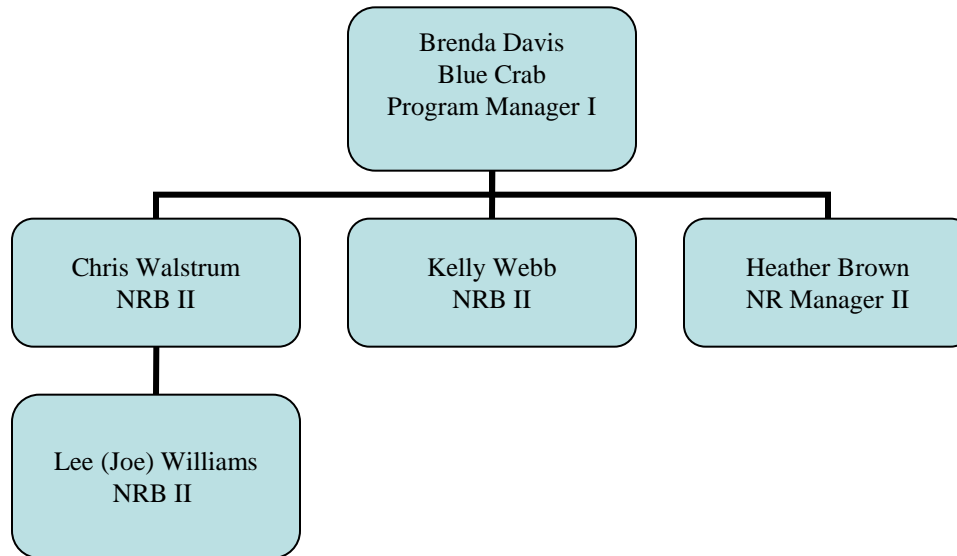 Brenda Davis
Blue Crab
Program Manager I
Chris Walstrum
NRB II
Kelly Webb
NRB II
Heather Brown
NR Manager II
Lee (Joe) Williams
NRB II